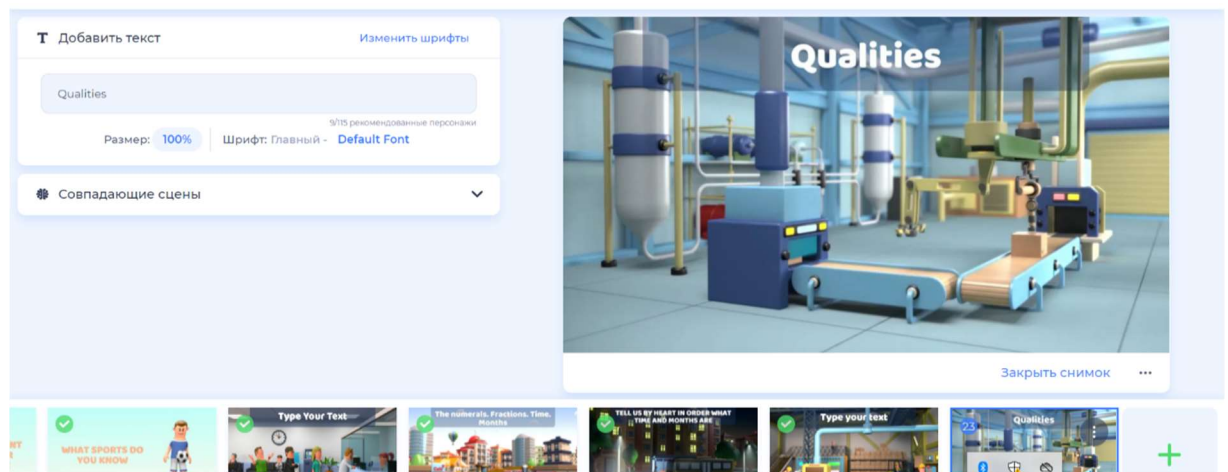 Добавить текст
Изменить шрифты
Qualities
9/115 рекомендованные персонажи
Размер: 100%
Шрифт: Главный - Default Font
Совпадающие сцены
Qualities
Закрыть снимок
WHAT SPORTS DO
YOU KNOW
Type Your Text
The numerals. Fractions. Time.
Months
TELL US BY HEART IN ORDER WHAT
TIME AND MONTHS ARE
Type your text
23
Qualities